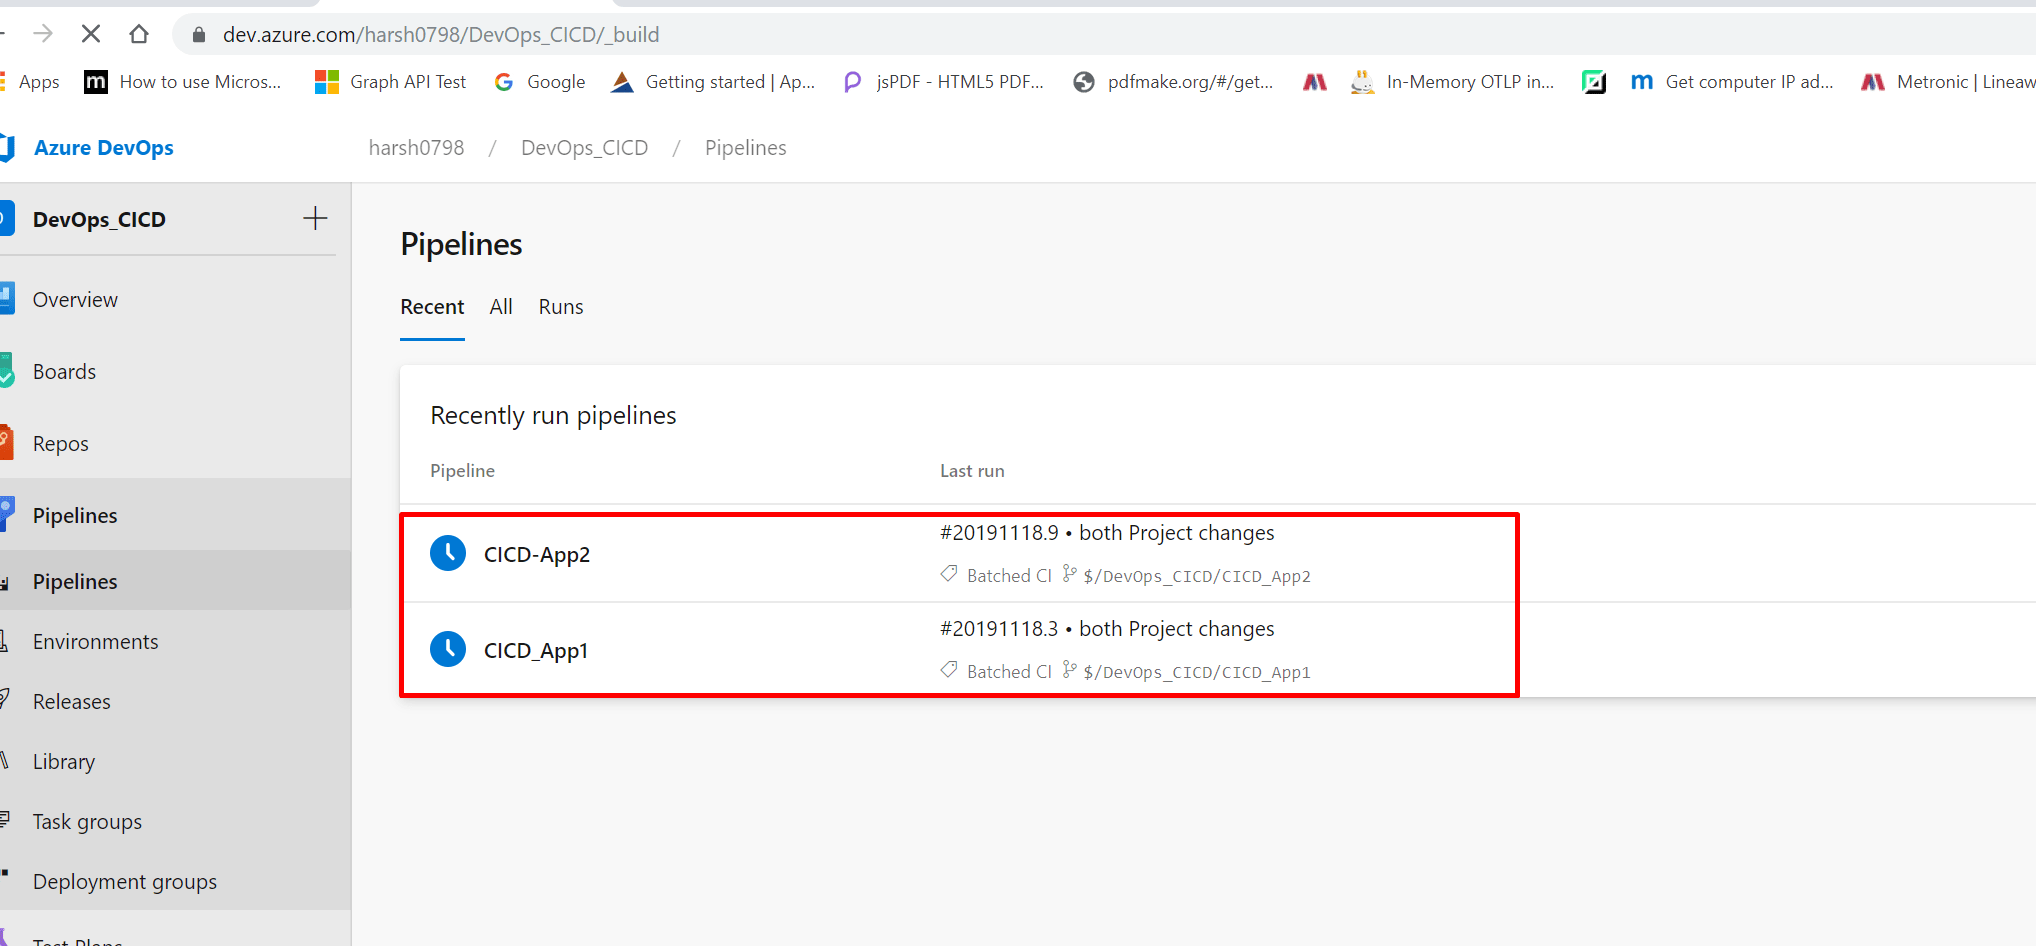 dev.azure.com/harsh0798/DevOps_CICD/_build
Apps How to use Micros... Graph API Test Google Getting started | Ap... jsPDF - HTML5 PDF... pdfmake.org/#/get... In-Memory OTLP in... Get computer IP ad... Metronic | Lineaw
Azure DevOps harsh0798 / DevOps_CICD / Pipelines
DevOps_CICD
Overview
Boards
Repos
Pipelines
Pipelines
Environments
Releases
Library
Task groups
Deployment groups
Test Plans
Pipelines
Recent All Runs
Recently run pipelines
Pipeline Last run
CICD-App2 #20191118.9 • both Project changes
Batched CI $/DevOps_CICD/CICD_App2
CICD_App1 #20191118.3 • both Project changes
Batched CI $/DevOps_CICD/CICD_App1